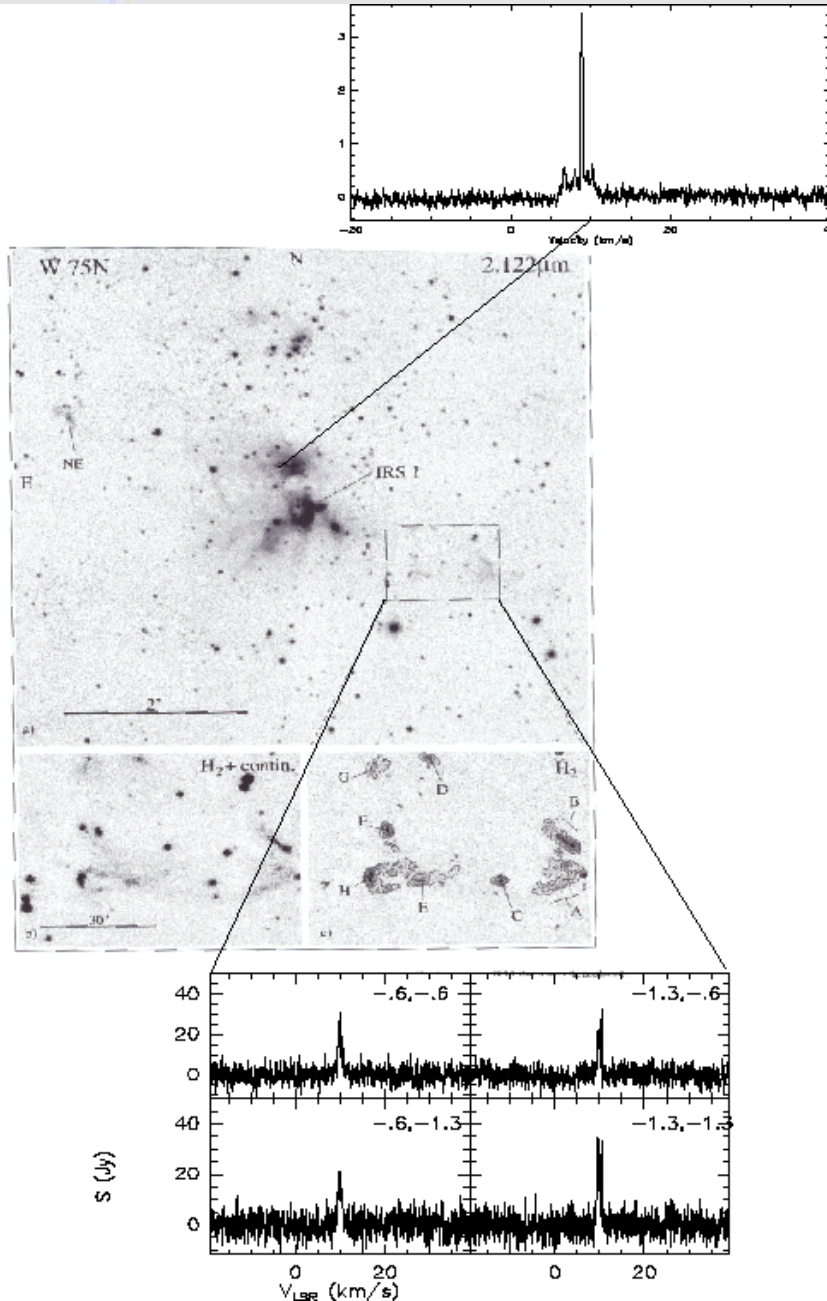 3
2
1
0
-20 0 20 40
Velocity (km/s)
W 75N N 2.122μm
NE
E
IRS 1
2'
a)
H₂ + contin.
30"
b)
H₂
G
D
B
F
H
E
C
A
c)
S (Jy)
40
20
0
-.6,-.6
-1.3,-.6
40
20
0
-.6,-1.3
-1.3,-1.3
0 20 0 20
V_LSR (km/s)